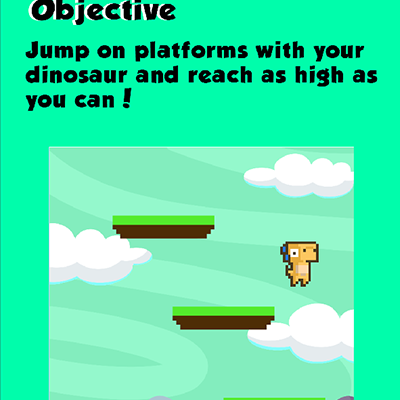 Objective
Jump on platforms with your
dinosaur and reach as high as
you can!